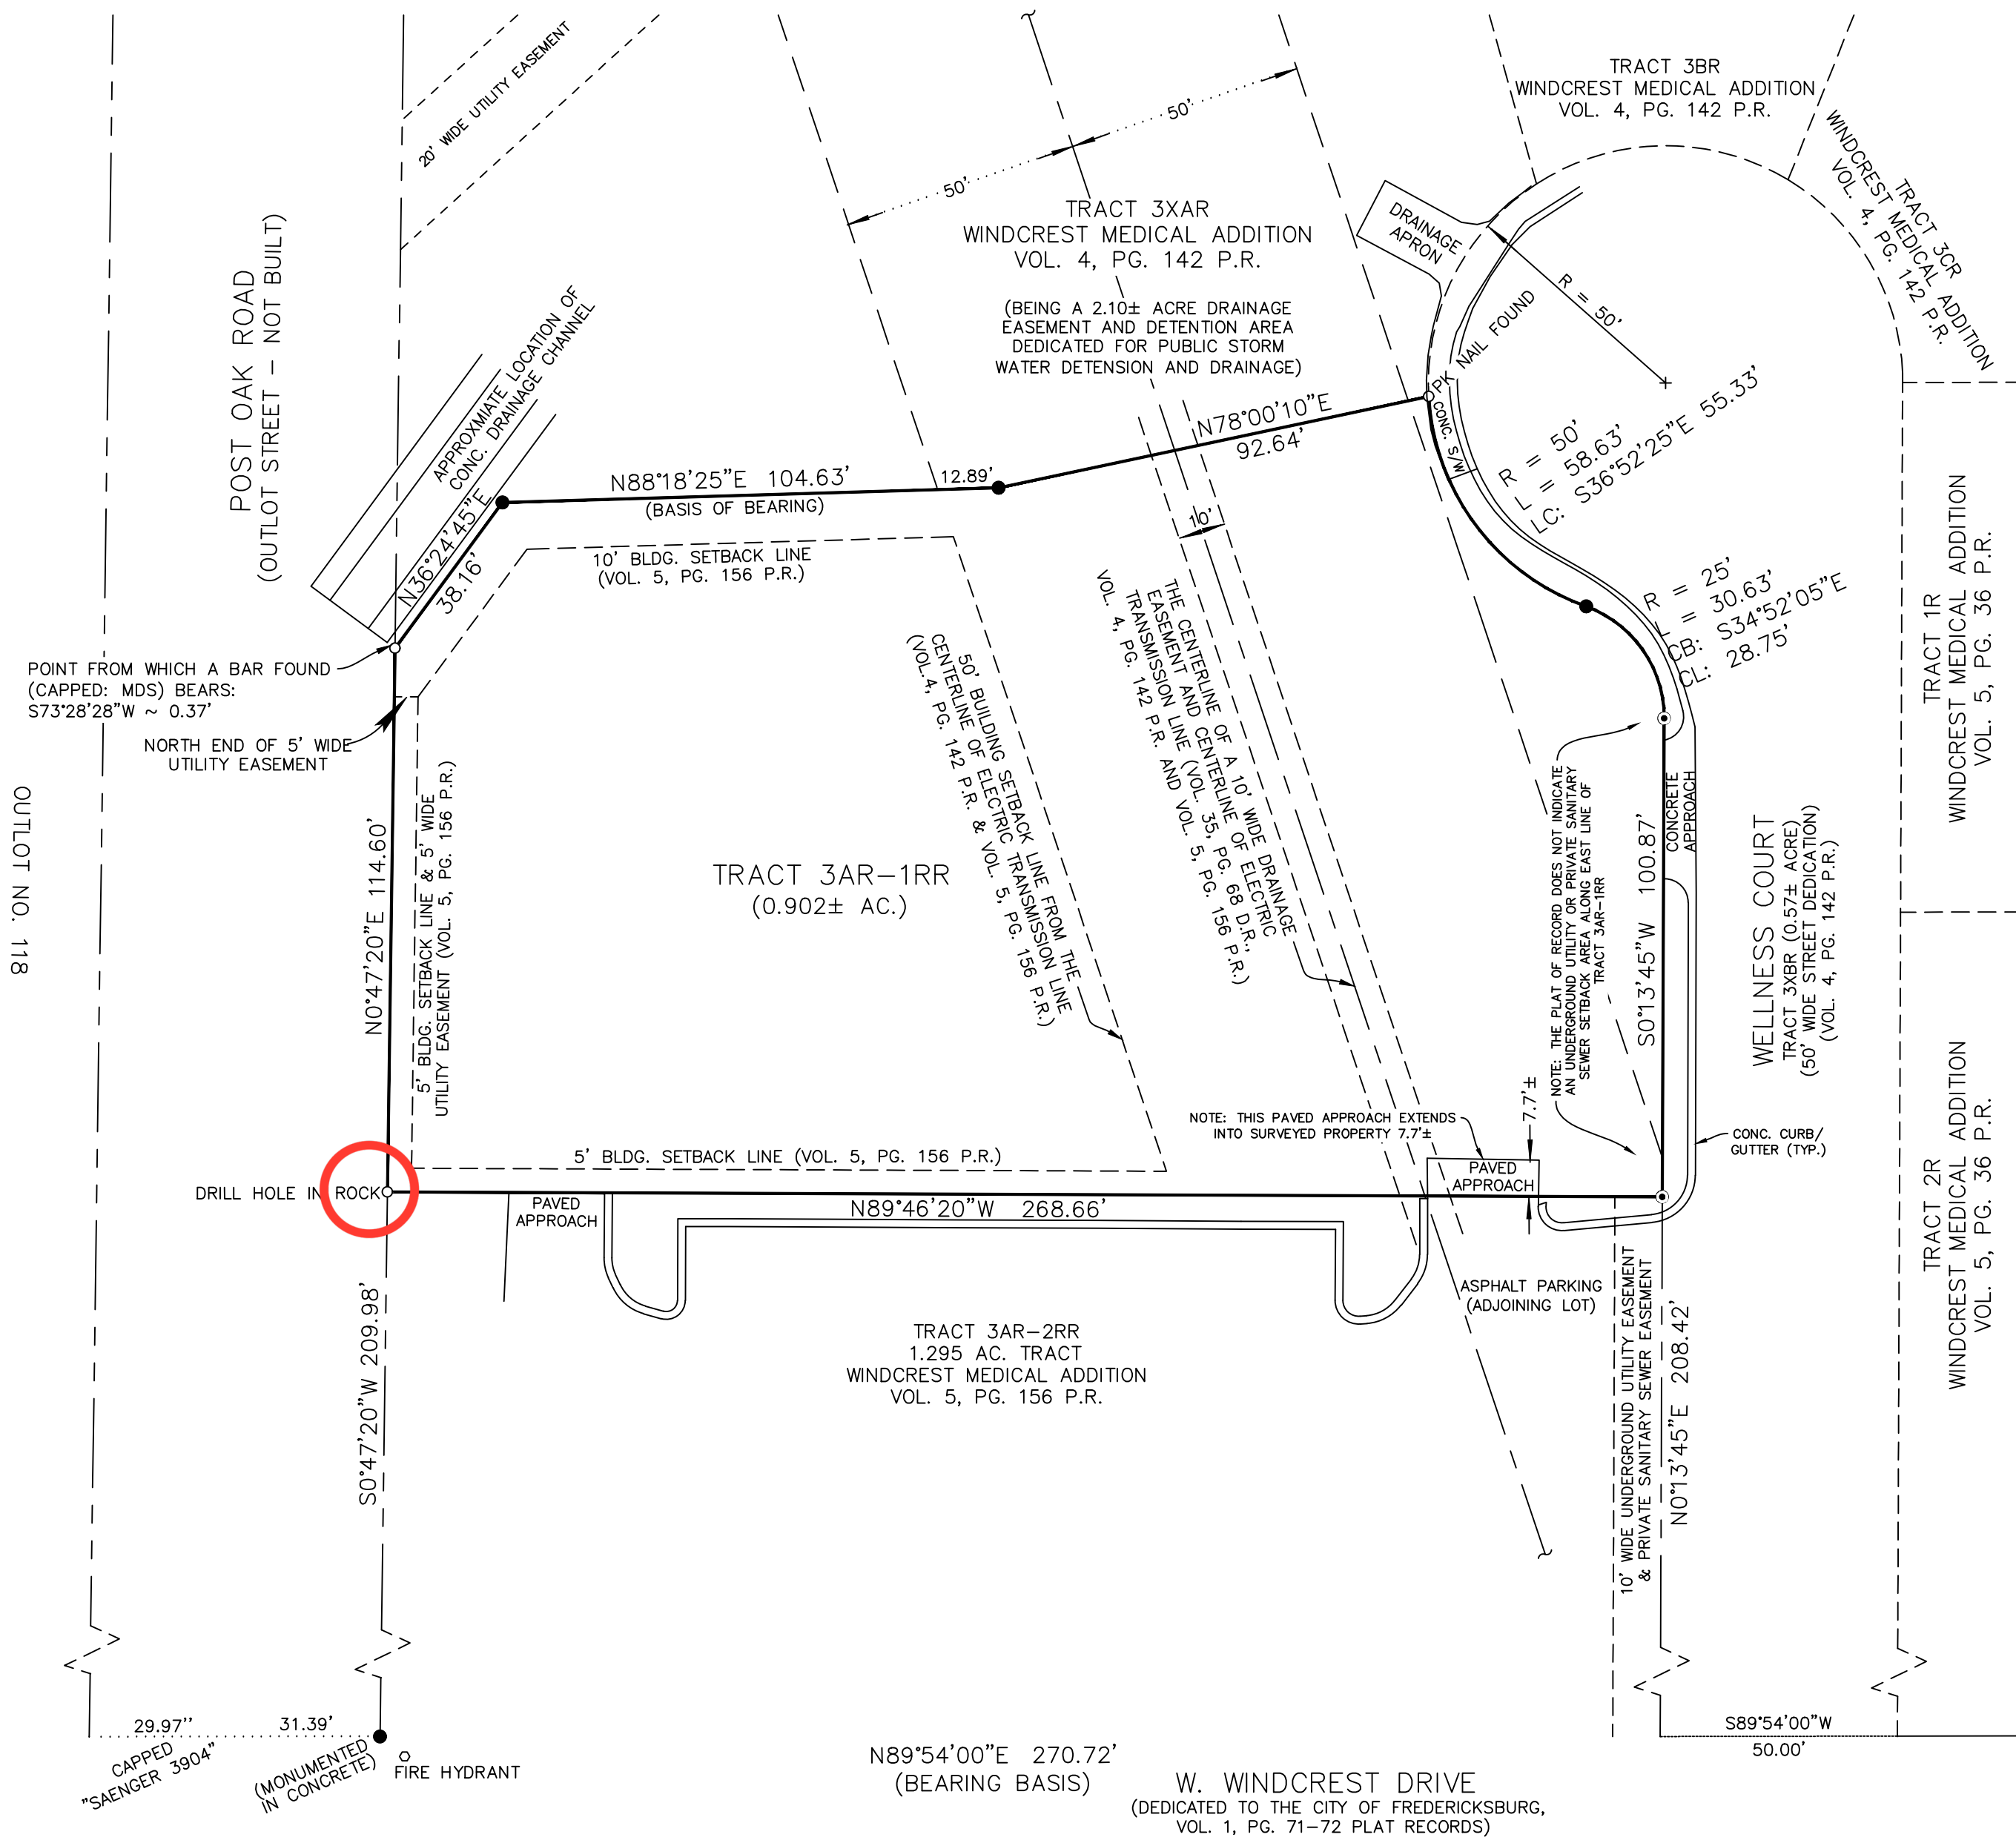 20' WIDE UTILITY EASEMENT
50'
50'
TRACT 3BR
WINDCREST MEDICAL ADDITION
VOL. 4, PG. 142 P.R.
TRACT 3CR
WINDCREST MEDICAL ADDITION
VOL. 4, PG. 142 P.R.
POST OAK ROAD
(OUTLOT STREET - NOT BUILT)
TRACT 3XAR
WINDCREST MEDICAL ADDITION
VOL. 4, PG. 142 P.R.
(BEING A 2.10± ACRE DRAINAGE
EASEMENT AND DETENTION AREA
DEDICATED FOR PUBLIC STORM
WATER DETENSION AND DRAINAGE)
DRAINAGE
APRON
R = 50'
PK NAIL FOUND
CONC. S/W
APPROXMIATE LOCATION OF
CONC. DRAINAGE CHANNEL
N36°24'45"E
38.16'
N88°18'25"E 104.63'
(BASIS OF BEARING)
12.89'
N78°00'10"E
92.64'
10'
R = 50'
L = 58.63'
LC: S36°52'25"E 55.33'
R = 25'
L = 30.63'
CB: S34°52'05"E
CL: 28.75'
10' BLDG. SETBACK LINE
(VOL. 5, PG. 156 P.R.)
POINT FROM WHICH A BAR FOUND
(CAPPED: MDS) BEARS:
S73°28'28"W ~ 0.37'
NORTH END OF 5' WIDE
UTILITY EASEMENT
OUTLOT NO. 118
N0°47'20"E 114.60'
5' BLDG. SETBACK LINE & 5' WIDE
UTILITY EASEMENT (VOL. 5, PG. 156 P.R.)
TRACT 3AR-1RR
(0.902± AC.)
50' BUILDING SETBACK LINE FROM THE
CENTERLINE OF ELECTRIC TRANSMISSION LINE
(VOL.4, PG. 142 P.R. & VOL. 5, PG. 156 P.R.)
THE CENTERLINE OF A 10' WIDE DRAINAGE
EASEMENT AND CENTERLINE OF ELECTRIC
TRANSMISSION LINE (VOL. 35, PG. 68 D.R.,
VOL. 4, PG. 142 P.R. AND VOL. 5, PG. 156 P.R.)
NOTE: THE PLAT OF RECORD DOES NOT INDICATE
AN UNDERGROUND UTILITY OR PRIVATE SANITARY
SEWER SETBACK AREA ALONG EAST LINE OF
TRACT 3AR-1RR
S0°13'45"W 100.87'
CONCRETE
APPROACH
WELLNESS COURT
TRACT 3XBR (0.57± ACRE)
(50' WIDE STREET DEDICATION)
(VOL. 4, PG. 142 P.R.)
TRACT 1R
WINDCREST MEDICAL ADDITION
VOL. 5, PG. 36 P.R.
TRACT 2R
WINDCREST MEDICAL ADDITION
VOL. 5, PG. 36 P.R.
NOTE: THIS PAVED APPROACH EXTENDS
INTO SURVEYED PROPERTY 7.7'±
7.7'±
CONC. CURB/
GUTTER (TYP.)
PAVED
APPROACH
5' BLDG. SETBACK LINE (VOL. 5, PG. 156 P.R.)
DRILL HOLE IN ROCK
PAVED
APPROACH
N89°46'20"W 268.66'
ASPHALT PARKING
(ADJOINING LOT)
S0°47'20"W 209.98'
TRACT 3AR-2RR
1.295 AC. TRACT
WINDCREST MEDICAL ADDITION
VOL. 5, PG. 156 P.R.
10' WIDE UNDERGROUND UTILITY EASEMENT
& PRIVATE SANITARY SEWER EASEMENT
N0°13'45"E 208.42'
29.97''
31.39'
CAPPED
"SAENGER 3904"
(MONUMENTED
IN CONCRETE)
FIRE HYDRANT
N89°54'00"E 270.72'
(BEARING BASIS)
S89°54'00"W
50.00'
W. WINDCREST DRIVE
(DEDICATED TO THE CITY OF FREDERICKSBURG,
VOL. 1, PG. 71-72 PLAT RECORDS)